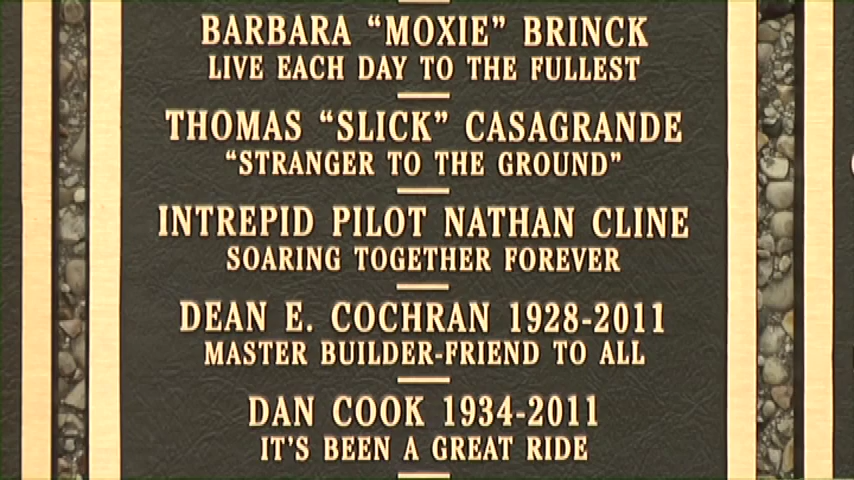 BARBARA “MOXIE” BRINCK
LIVE EACH DAY TO THE FULLEST
THOMAS “SLICK” CASAGRANDE
“STRANGER TO THE GROUND”
INTREPID PILOT NATHAN CLINE
SOARING TOGETHER FOREVER
DEAN E. COCHRAN 1928-2011
MASTER BUILDER-FRIEND TO ALL
DAN COOK 1934-2011
IT'S BEEN A GREAT RIDE